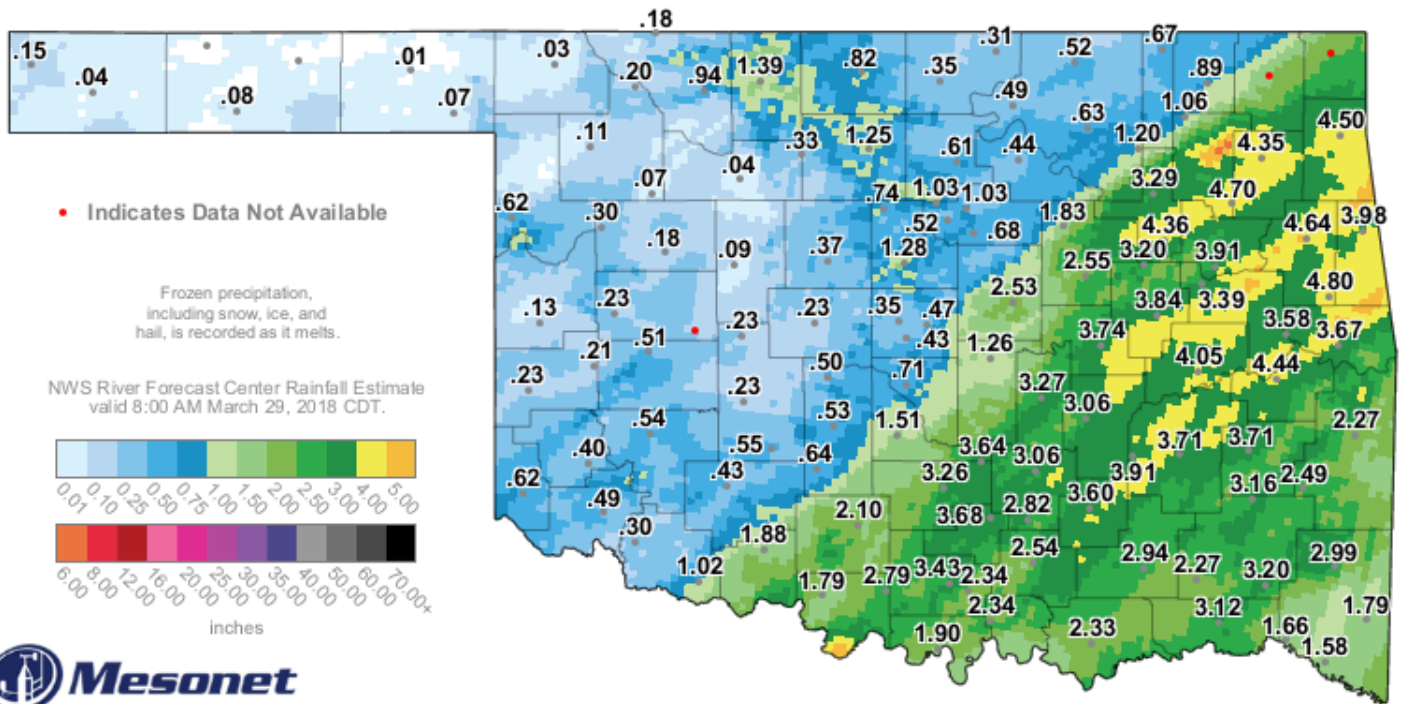 .18
.15 .04 .08 .01 .07 .03 .20 .94 1.39 .82 .35 .31 .52 .67 .89
.49 .63 1.06
.11 .33 1.25 .61 .44 1.20 4.35 4.50
.07 .04 .74 1.03 1.03 3.29 4.70
• Indicates Data Not Available
.62 .30 .52 1.83 4.36 4.64 3.98
.18 .09 .37 1.28 .68 2.55 3.20 3.91
Frozen precipitation,
including snow, ice, and
hail, is recorded as it melts.
.13 .23 .23 .23 .35 .47 2.53 3.84 3.39 4.80
.51 .43 1.26 3.74 3.58 3.67
.21 .50 .71 4.05 4.44
NWS River Forecast Center Rainfall Estimate
valid 8:00 AM March 29, 2018 CDT.
.23 .23 3.27 3.06
.54 .53 1.51 2.27
.40 .55 .64 3.64 3.06 3.71 3.71
.62 .49 .43 3.26 3.91 3.16 2.49
0.01 0.10 0.25 0.50 0.75 1.00 1.50 2.00 2.50 3.00 4.00 5.00
.30 1.88 2.10 3.68 2.82 3.60
1.02 1.79 2.79 3.43 2.34 2.54 2.94 2.27 3.20 2.99
6.00 8.00 12.00 16.00 20.00 25.00 30.00 35.00 40.00 50.00 60.00 70.00+
inches
1.90 2.34 2.33 3.12 1.66 1.79
1.58
Mesonet